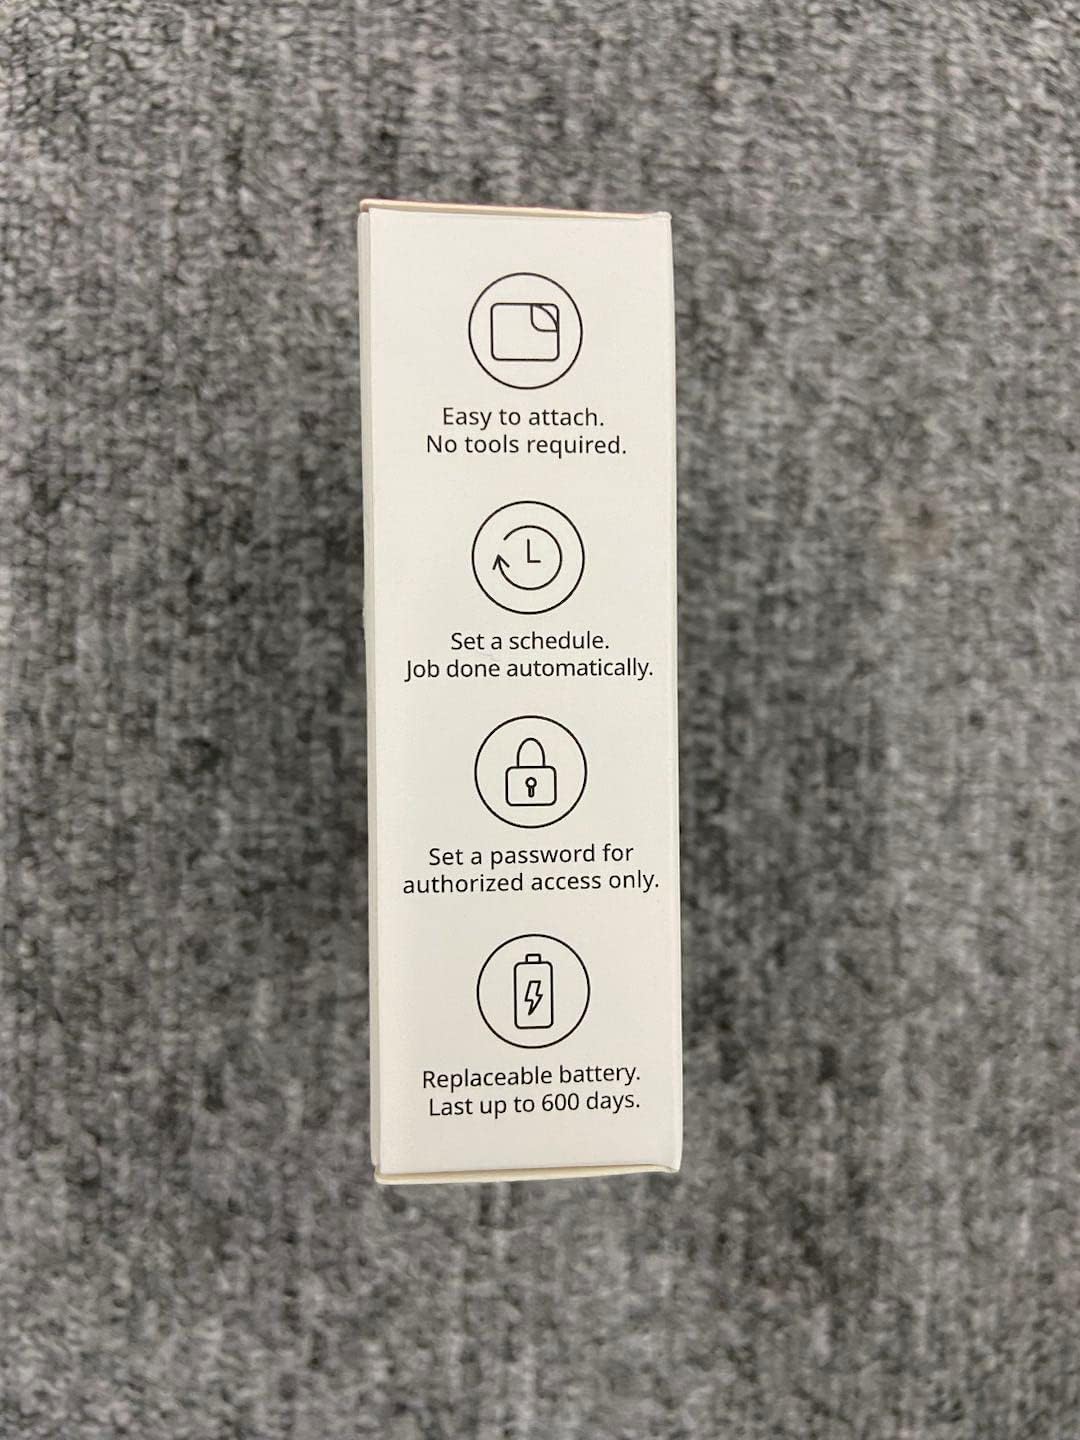 Easy to attach.
No tools required.
Set a schedule.
Job done automatically.
Set a password for
authorized access only.
Replaceable battery.
Last up to 600 days.